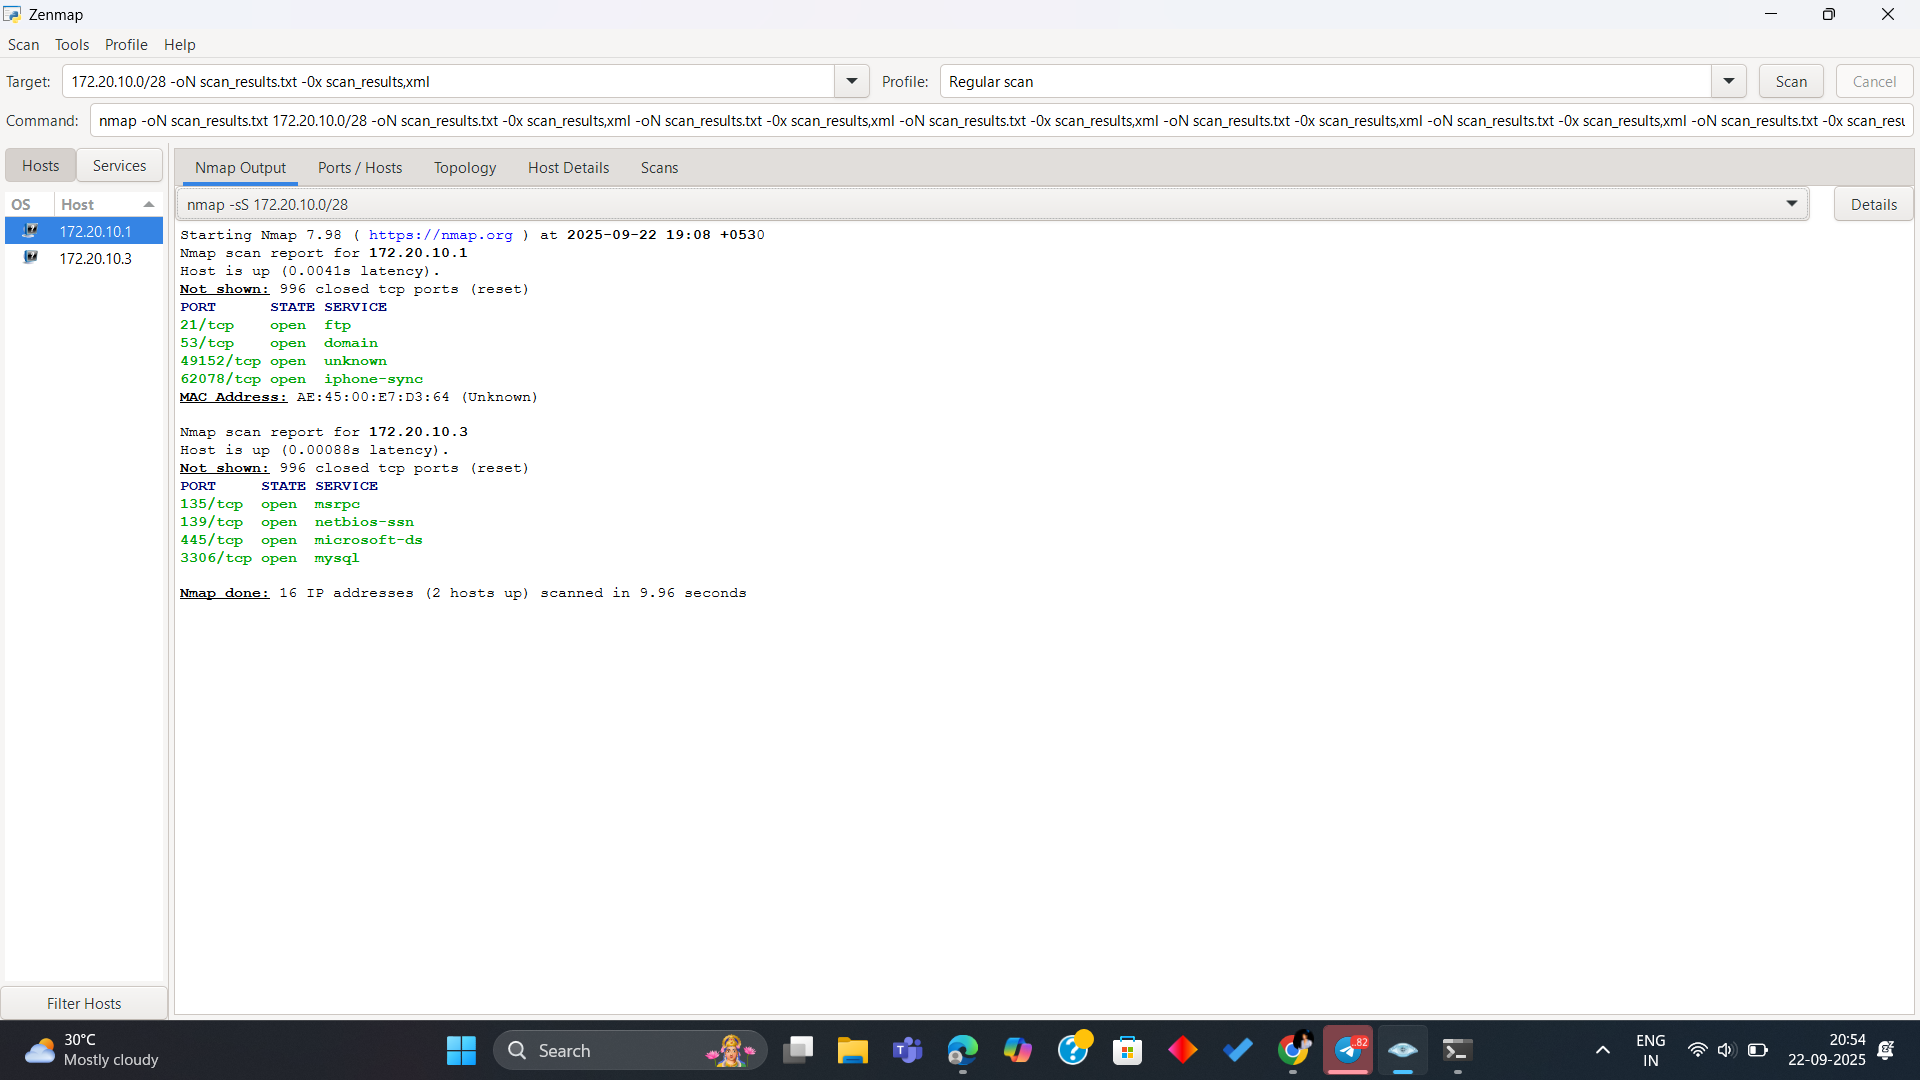 Zenmap
Scan Tools Profile Help
Target: 172.20.10.0/28 -oN scan_results.txt -0x scan_results,xml Profile: Regular scan Scan Cancel
Command: nmap -oN scan_results.txt 172.20.10.0/28 -oN scan_results.txt -0x scan_results,xml -oN scan_results.txt -0x scan_results,xml -oN scan_results.txt -0x scan_results,xml -oN scan_results.txt -0x scan_results,xml -oN scan_results.txt -0x scan_results,xml -oN scan_results.txt -0x scan_resu
Hosts Services Nmap Output Ports / Hosts Topology Host Details Scans
OS Host
172.20.10.1
172.20.10.3
nmap -sS 172.20.10.0/28 Details
Starting Nmap 7.98 ( https://nmap.org ) at 2025-09-22 19:08 +0530
Nmap scan report for 172.20.10.1
Host is up (0.0041s latency).
Not shown: 996 closed tcp ports (reset)
PORT STATE SERVICE
21/tcp open ftp
53/tcp open domain
49152/tcp open unknown
62078/tcp open iphone-sync
MAC Address: AE:45:00:E7:D3:64 (Unknown)
Nmap scan report for 172.20.10.3
Host is up (0.00088s latency).
Not shown: 996 closed tcp ports (reset)
PORT STATE SERVICE
135/tcp open msrpc
139/tcp open netbios-ssn
445/tcp open microsoft-ds
3306/tcp open mysql
Nmap done: 16 IP addresses (2 hosts up) scanned in 9.96 seconds
Filter Hosts
30°C
Mostly cloudy
Search
82
ENG
IN
20:54
22-09-2025